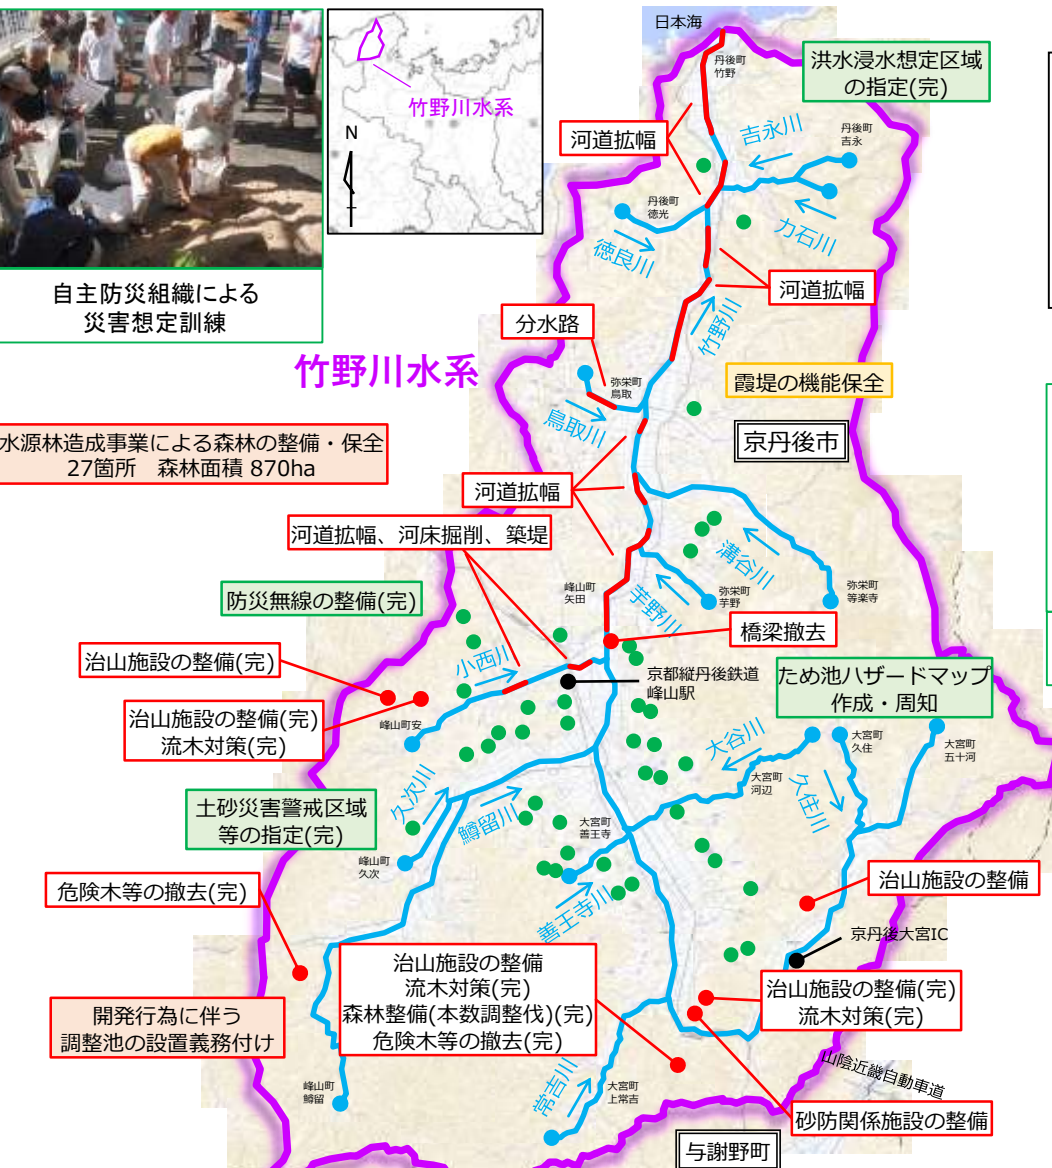 日本海
丹後町
竹野
洪水浸水想定区域
の指定(完)
竹野川水系
N
河道拡幅
吉永川
丹後町
吉永
丹後町
徳光
徳良川
力石川
自主防災組織による
災害想定訓練
河道拡幅
分水路
竹野川
竹野川水系
弥栄町
鳥取
霞堤の機能保全
鳥取川
京丹後市
水源林造成事業による森林の整備・保全
27箇所　森林面積 870ha
河道拡幅
河道拡幅、河床掘削、築堤
溝谷川
峰山町
矢田
芋野川
弥栄町
芋野
弥栄町
等楽寺
防災無線の整備(完)
橋梁撤去
小西川
治山施設の整備(完)
京都縦丹後鉄道
峰山駅
ため池ハザードマップ
作成・周知
治山施設の整備(完)
流木対策(完)
峰山町安
大谷川
大宮町
久住
大宮町
五十河
大宮町
河辺
久次川
久住川
土砂災害警戒区域
等の指定(完)
鱒留川
大宮町
善王寺
峰山町
久次
危険木等の撤去(完)
治山施設の整備
善王寺川
京丹後大宮IC
治山施設の整備
流木対策(完)
森林整備(本数調整伐)(完)
危険木等の撤去(完)
治山施設の整備(完)
流木対策(完)
開発行為に伴う
調整池の設置義務付け
山陰近畿自動車道
峰山町
鱒留
常吉川
大宮町
上常吉
砂防関係施設の整備
与謝野町